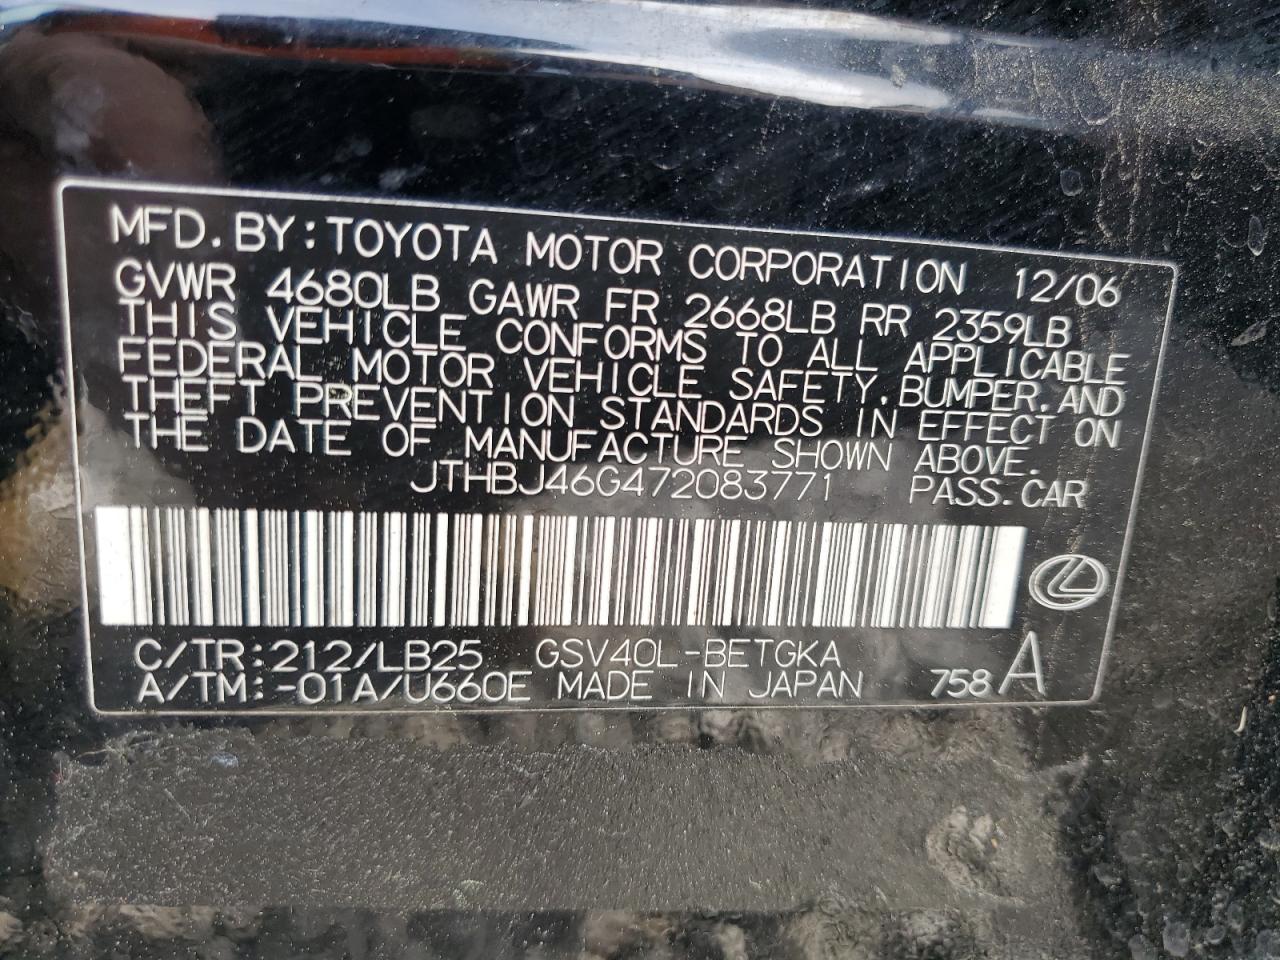 MFD. BY: TOYOTA MOTOR CORPORATION 12/06
GVWR 4680LB GAWR FR 2668LB RR 2359LB
THIS VEHICLE CONFORMS TO ALL APPLICABLE
FEDERAL MOTOR VEHICLE SAFETY, BUMPER, AND
THEFT PREVENTION STANDARDS IN EFFECT ON
THE DATE OF MANUFACTURE SHOWN ABOVE.
JTHBJ46G472083771 PASS. CAR
C/TR: 212/LB25 GSV40L-BETGKA
A/TM: -01A/U660E MADE IN JAPAN 758 A